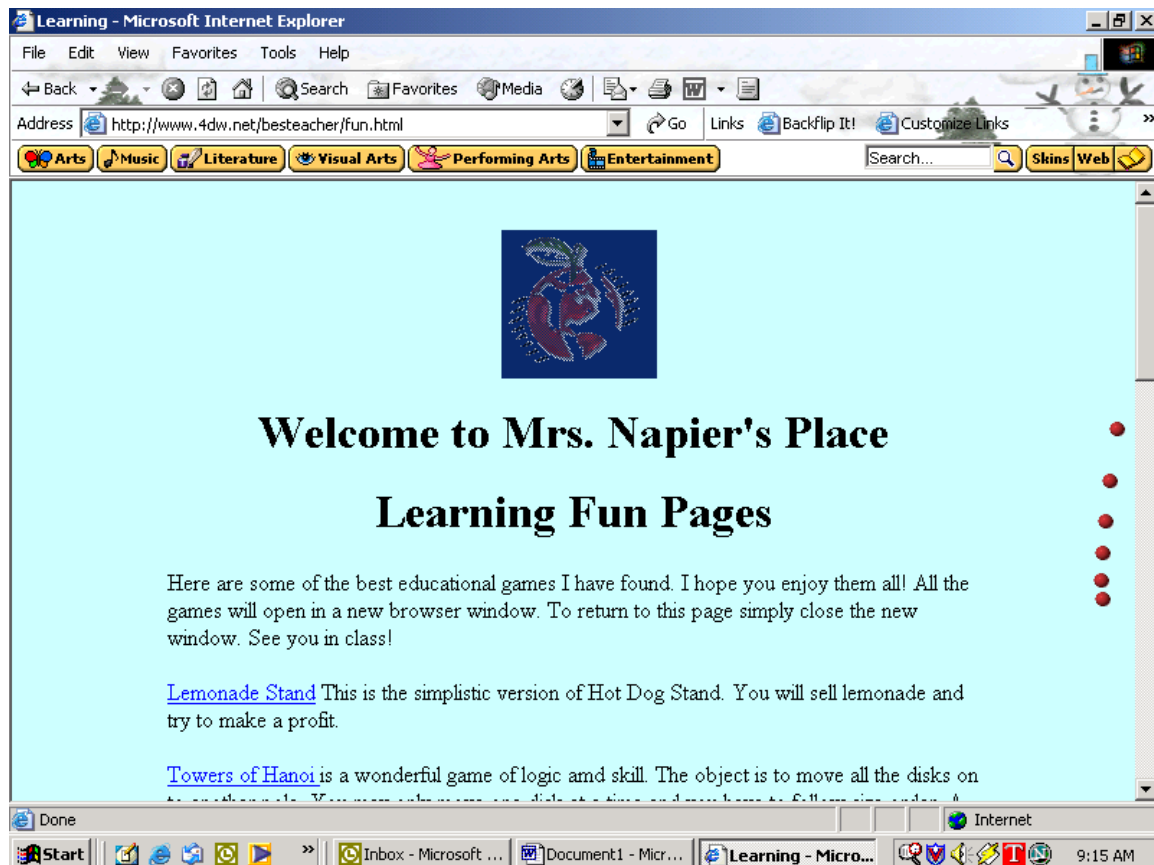 Learning - Microsoft Internet Explorer
File Edit View Favorites Tools Help
Back Search Favorites Media
Address http://www.4dw.net/besteacher/fun.html Go Links Backflip It! Customize Links »
Arts Music Literature Visual Arts Performing Arts Entertainment Search... Skins Web
Welcome to Mrs. Napier's Place
Learning Fun Pages
Here are some of the best educational games I have found. I hope you enjoy them all! All the
games will open in a new browser window. To return to this page simply close the new
window. See you in class!
Lemonade Stand This is the simplistic version of Hot Dog Stand. You will sell lemonade and
try to make a profit.
Towers of Hanoi is a wonderful game of logic amd skill. The object is to move all the disks on
Done Internet
Start » Inbox - Microsoft ... Document1 - Micr... Learning - Micro... 9:15 AM